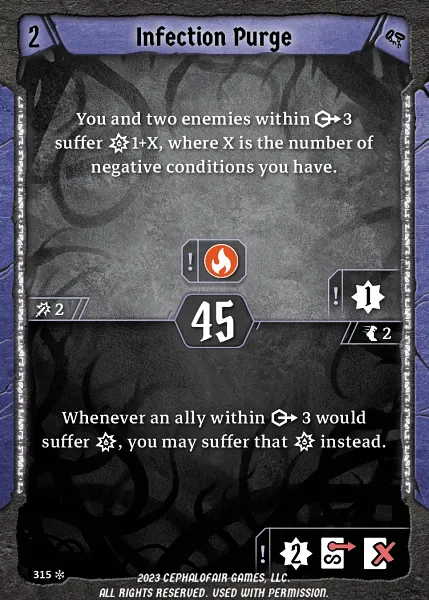 2 Infection Purge
You and two enemies within 3
suffer 1+X, where X is the number of
negative conditions you have.
!
! 1
2
45
2
Whenever an ally within 3 would
suffer , you may suffer that instead.
! 2
315
2023 CEPHALOFAIR GAMES, LLC.
ALL RIGHTS RESERVED. USED WITH PERMISSION.